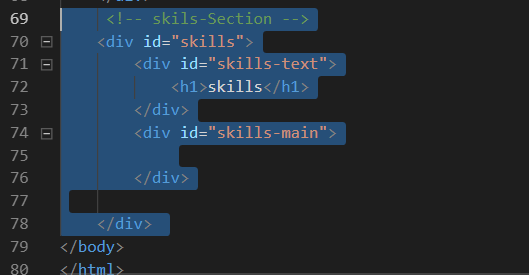 69 <!-- skils-Section -->
70 <div id="skills">
71 <div id="skills-text">
72 <h1>skills</h1>
73 </div>
74 <div id="skills-main">
75
76 </div>
77
78 </div>
79 </body>
80 </html>